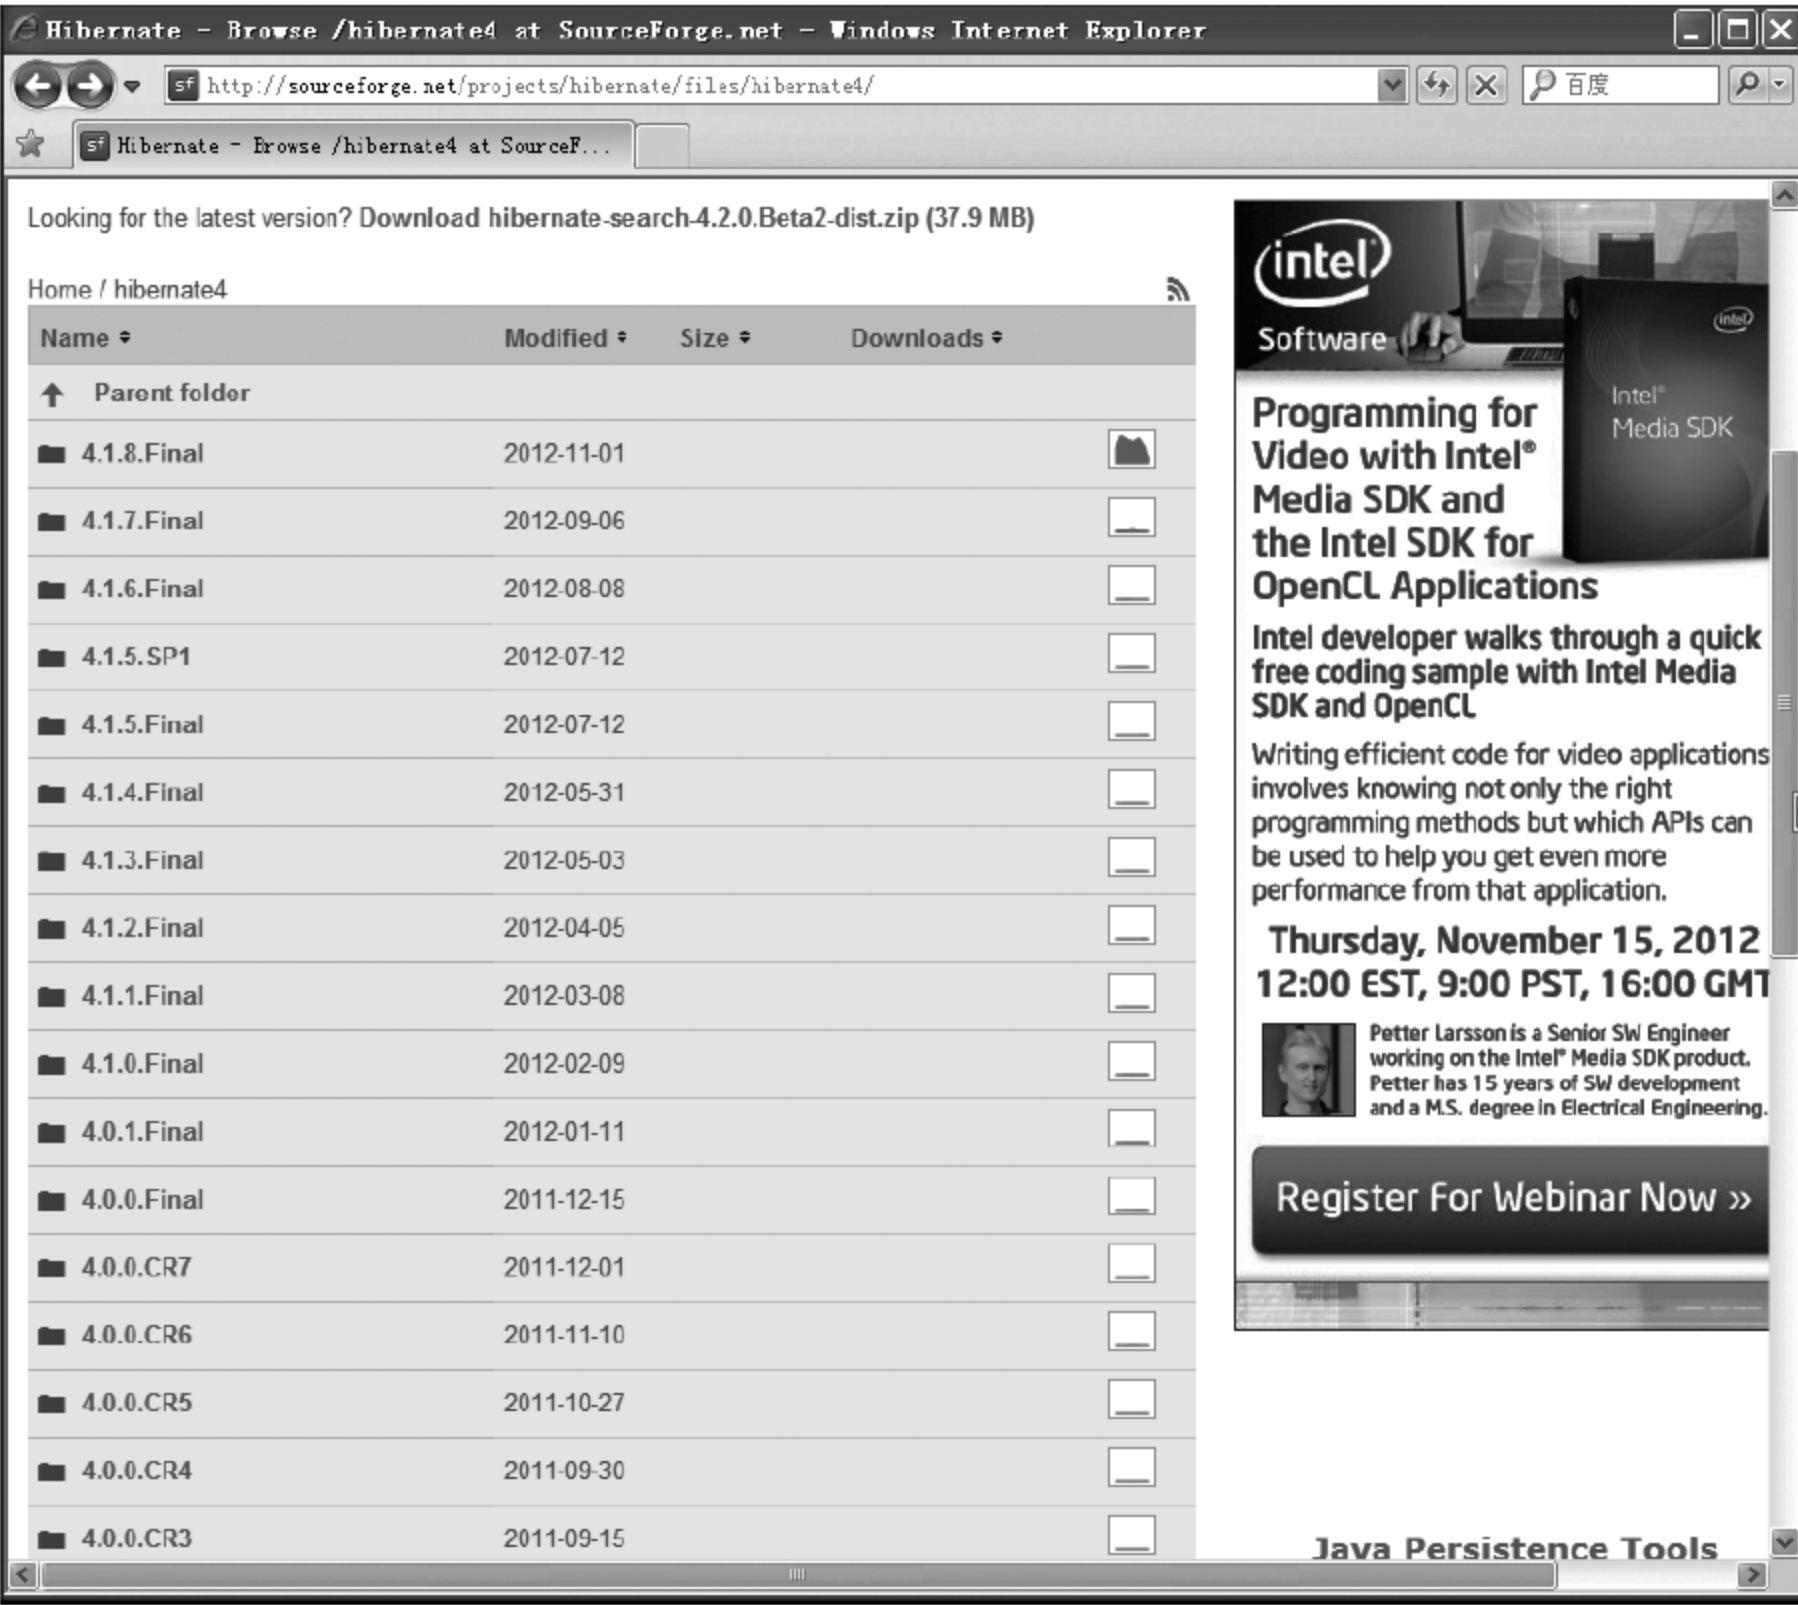 Hibernate - Browse /hibernate4 at SourceForge.net - Windows Internet Explorer
sf http://sourceforge.net/projects/hibernate/files/hibernate4/ 百度
sf Hibernate - Browse /hibernate4 at SourceF...
Looking for the latest version? Download hibernate-search-4.2.0.Beta2-dist.zip (37.9 MB)
Home / hibernate4
Name Modified Size Downloads
Parent folder
4.1.8.Final 2012-11-01
4.1.7.Final 2012-09-06
4.1.6.Final 2012-08-08
4.1.5.SP1 2012-07-12
4.1.5.Final 2012-07-12
4.1.4.Final 2012-05-31
4.1.3.Final 2012-05-03
4.1.2.Final 2012-04-05
4.1.1.Final 2012-03-08
4.1.0.Final 2012-02-09
4.0.1.Final 2012-01-11
4.0.0.Final 2011-12-15
4.0.0.CR7 2011-12-01
4.0.0.CR6 2011-11-10
4.0.0.CR5 2011-10-27
4.0.0.CR4 2011-09-30
4.0.0.CR3 2011-09-15
(intel)
Software
(intel)
Intel®
Media SDK
Programming for
Video with Intel®
Media SDK and
the Intel SDK for
OpenCL Applications
Intel developer walks through a quick
free coding sample with Intel Media
SDK and OpenCL
Writing efficient code for video applications
involves knowing not only the right
programming methods but which APIs can
be used to help you get even more
performance from that application.
Thursday, November 15, 2012
12:00 EST, 9:00 PST, 16:00 GMT
Petter Larsson is a Senior SW Engineer
working on the Intel® Media SDK product.
Petter has 15 years of SW development
and a M.S. degree in Electrical Engineering.
Register For Webinar Now »
Java Persistence Tools